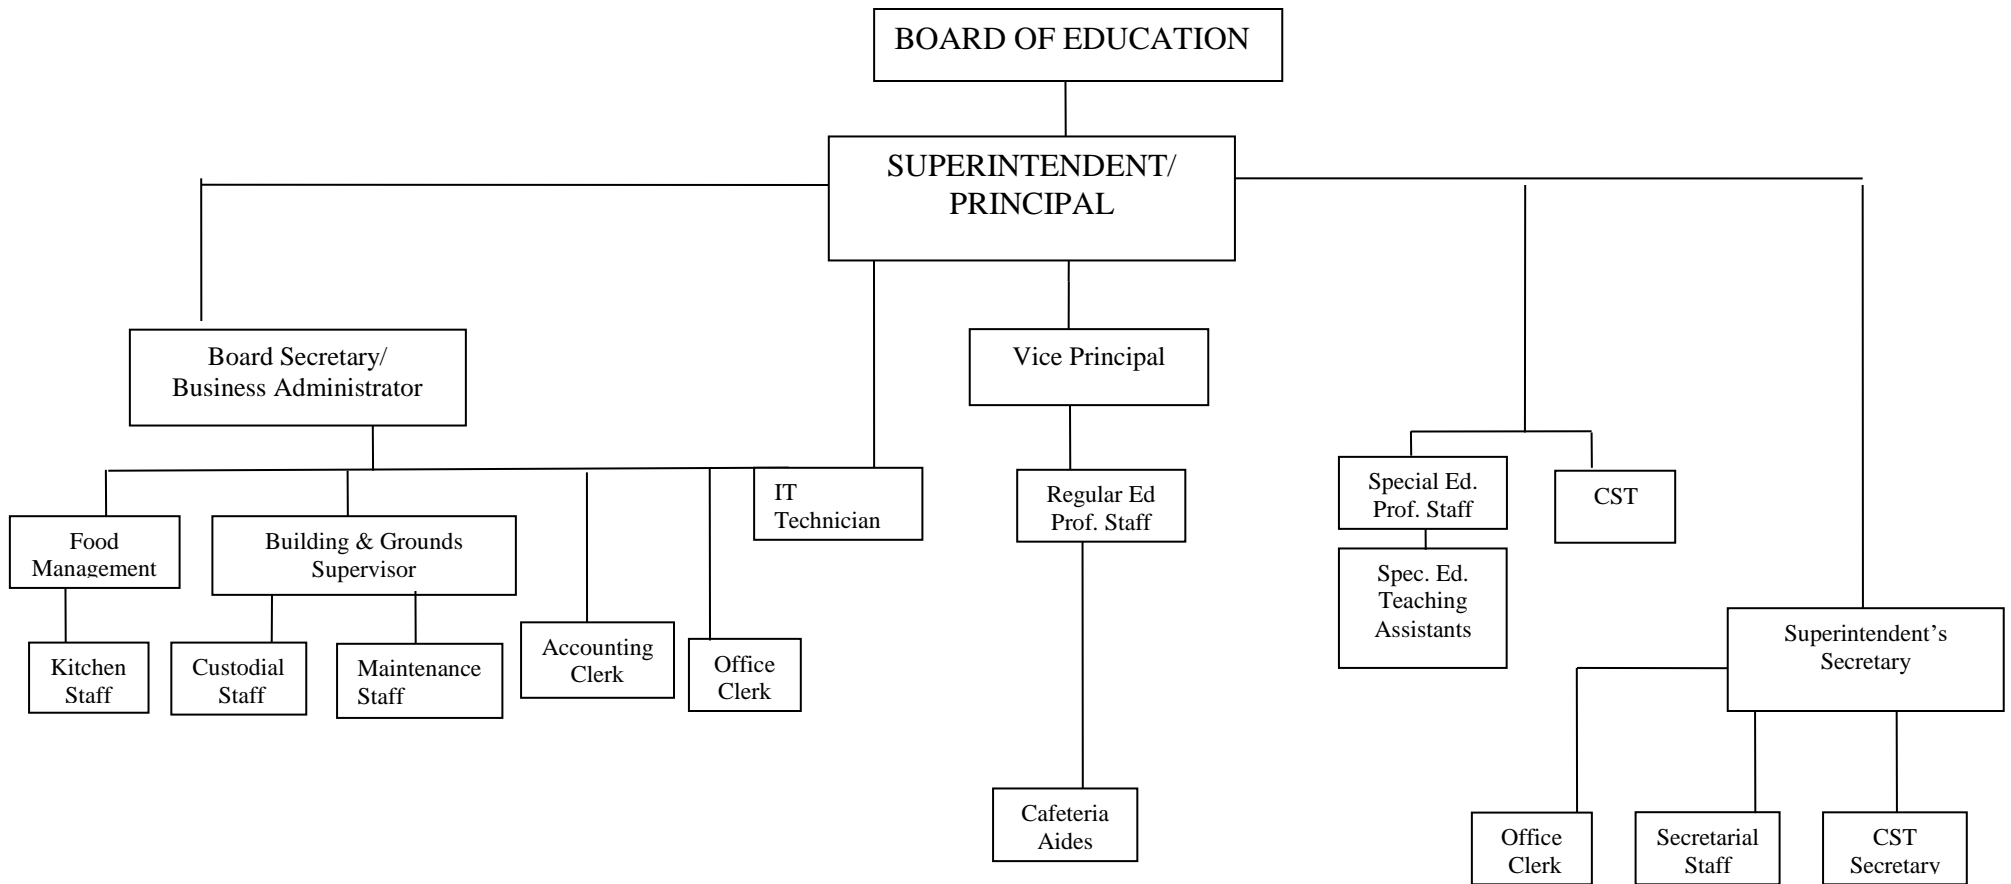 BOARD OF EDUCATION
SUPERINTENDENT/
PRINCIPAL
Board Secretary/
Business Administrator
Vice Principal
IT
Technician
Regular Ed
Prof. Staff
Special Ed.
Prof. Staff
CST
Food
Management
Building & Grounds
Supervisor
Spec. Ed.
Teaching
Assistants
Kitchen
Staff
Custodial
Staff
Maintenance
Staff
Accounting
Clerk
Office
Clerk
Superintendent’s
Secretary
Cafeteria
Aides
Office
Clerk
Secretarial
Staff
CST
Secretary